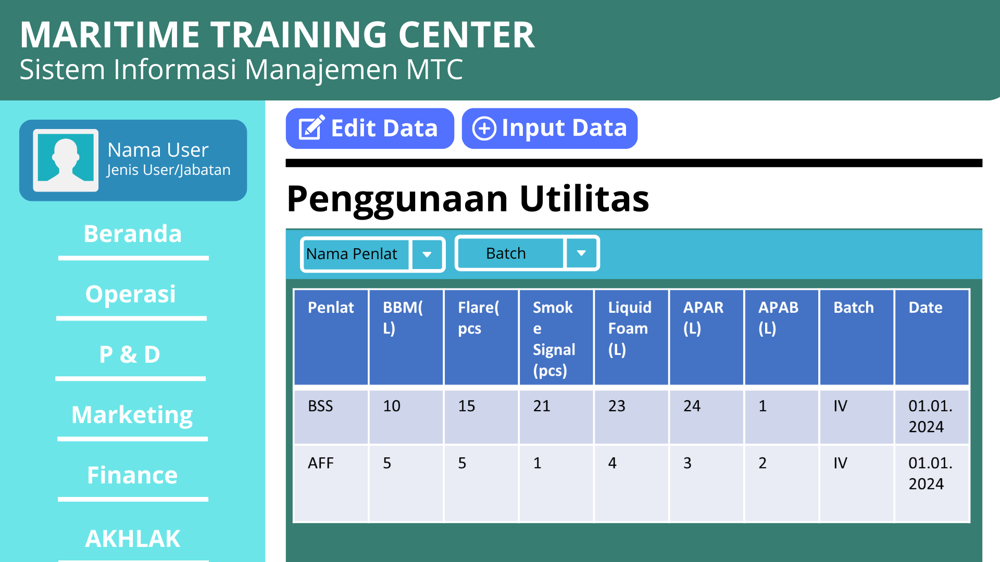 MARITIME TRAINING CENTER
Sistem Informasi Manajemen MTC
Nama User
Jenis User/Jabatan
Beranda
Operasi
P & D
Marketing
Finance
AKHLAK
Edit Data
Input Data
Penggunaan Utilitas
Nama Penlat
Batch
Penlat
BBM(
L)
Flare(
pcs
Smok
e
Signal
(pcs)
Liquid
Foam
(L)
APAR
(L)
APAB
(L)
Batch
Date
BSS
10
15
21
23
24
1
IV
01.01.
2024
AFF
5
5
1
4
3
2
IV
01.01.
2024